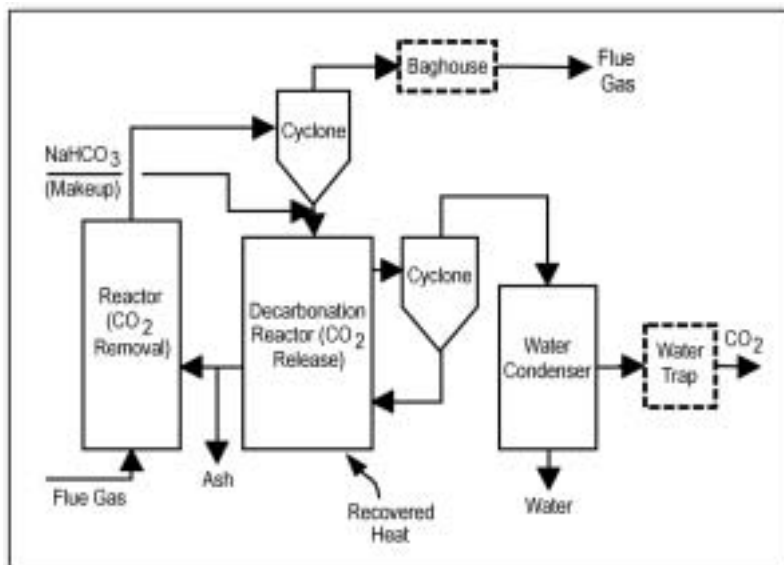 Baghouse
Flue
Gas
Cyclone
NaHCO3
(Makeup)
Cyclone
Reactor
(CO2
Removal)
Decarbonation
Reactor (CO2
Release)
Water
Condenser
Water
Trap
CO2
Flue Gas
Ash
Recovered
Heat
Water